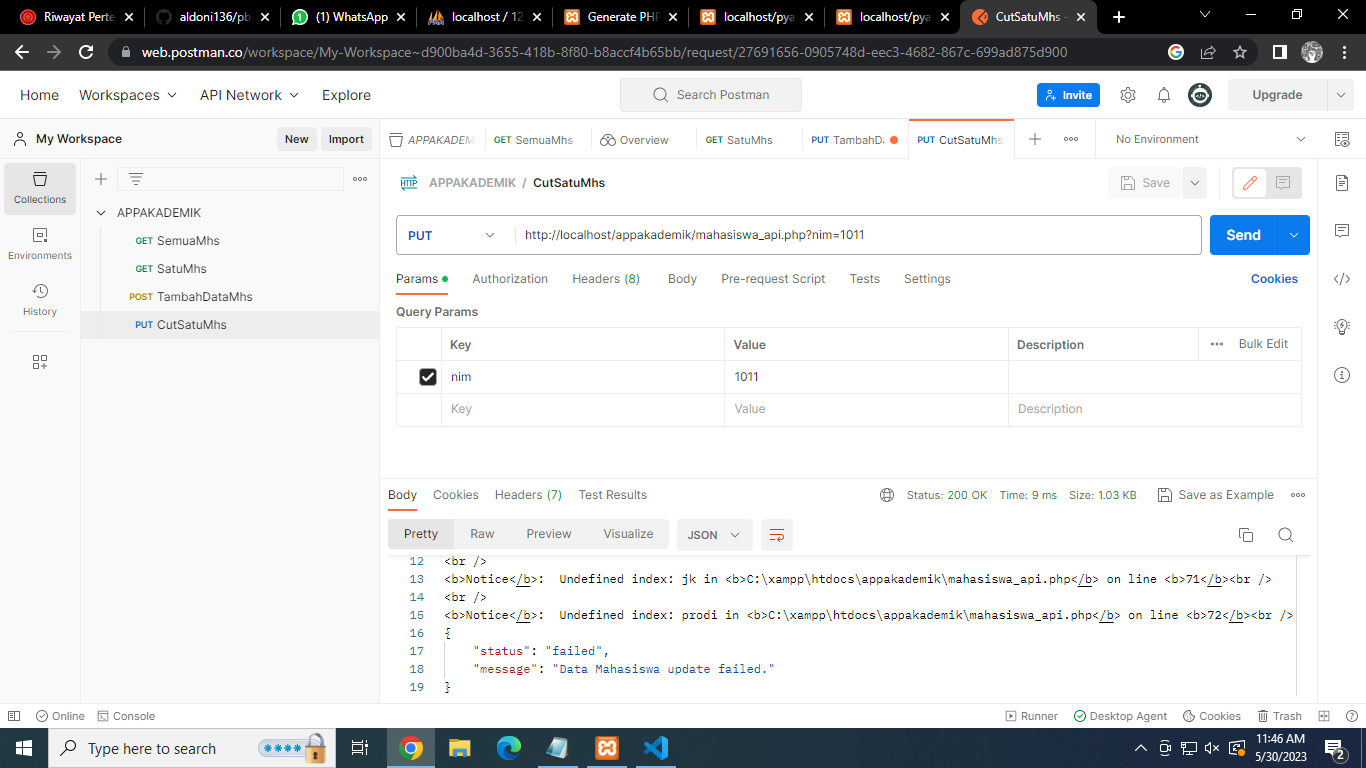 Riwayat Perte
aldoni136/pb
(1) WhatsApp
localhost / 12
Generate PHP
localhost/pya
localhost/pya
CutSatuMhs -
web.postman.co/workspace/My-Workspace~d900ba4d-3655-418b-8f80-b8accf4b65bb/request/27691656-0905748d-eec3-4682-867c-699ad875d900
Home
Workspaces
API Network
Explore
Search Postman
Invite
Upgrade
My Workspace
New
Import
APPAKADEM
GET SemuaMhs
Overview
GET SatuMhs
PUT TambahDa
PUT CutSatuMhs
No Environment
Collections
Environments
History
APPAKADEMIK
GET SemuaMhs
GET SatuMhs
POST TambahDataMhs
PUT CutSatuMhs
HTTP APPAKADEMIK / CutSatuMhs
Save
PUT
http://localhost/appakademik/mahasiswa_api.php?nim=1011
Send
Params
Authorization
Headers (8)
Body
Pre-request Script
Tests
Settings
Cookies
Query Params
Key Value Description Bulk Edit
nim 1011
Key Value Description
Body
Cookies
Headers (7)
Test Results
Status: 200 OK Time: 9 ms Size: 1.03 KB
Save as Example
Pretty
Raw
Preview
Visualize
JSON
12 <br />
13 <b>Notice</b>:  Undefined index: jk in <b>C:\xampp\htdocs\appakademik\mahasiswa_api.php</b> on line <b>71</b><br />
14 <br />
15 <b>Notice</b>:  Undefined index: prodi in <b>C:\xampp\htdocs\appakademik\mahasiswa_api.php</b> on line <b>72</b><br />
16 {
17 "status": "failed",
18 "message": "Data Mahasiswa update failed."
19 }
Online
Console
Runner
Desktop Agent
Cookies
Trash
Type here to search
11:46 AM
5/30/2023
2